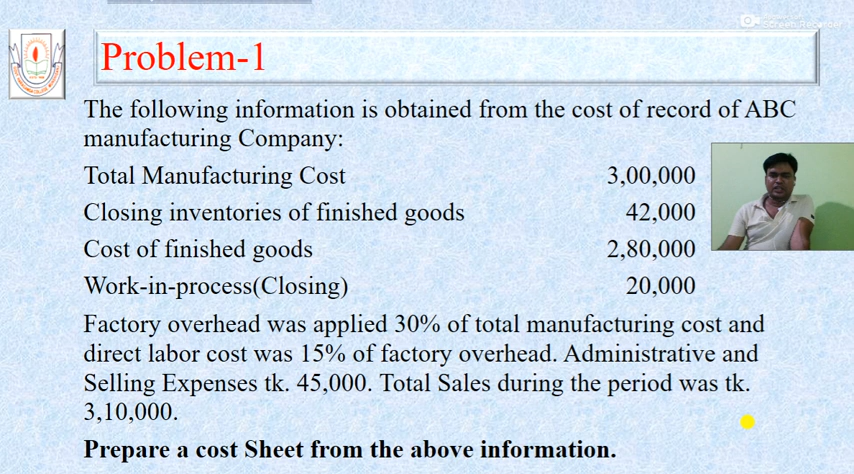 Screen Recorder
Problem-1
The following information is obtained from the cost of record of ABC
manufacturing Company:
Total Manufacturing Cost 3,00,000
Closing inventories of finished goods 42,000
Cost of finished goods 2,80,000
Work-in-process(Closing) 20,000
Factory overhead was applied 30% of total manufacturing cost and
direct labor cost was 15% of factory overhead. Administrative and
Selling Expenses tk. 45,000. Total Sales during the period was tk.
3,10,000.
Prepare a cost Sheet from the above information.